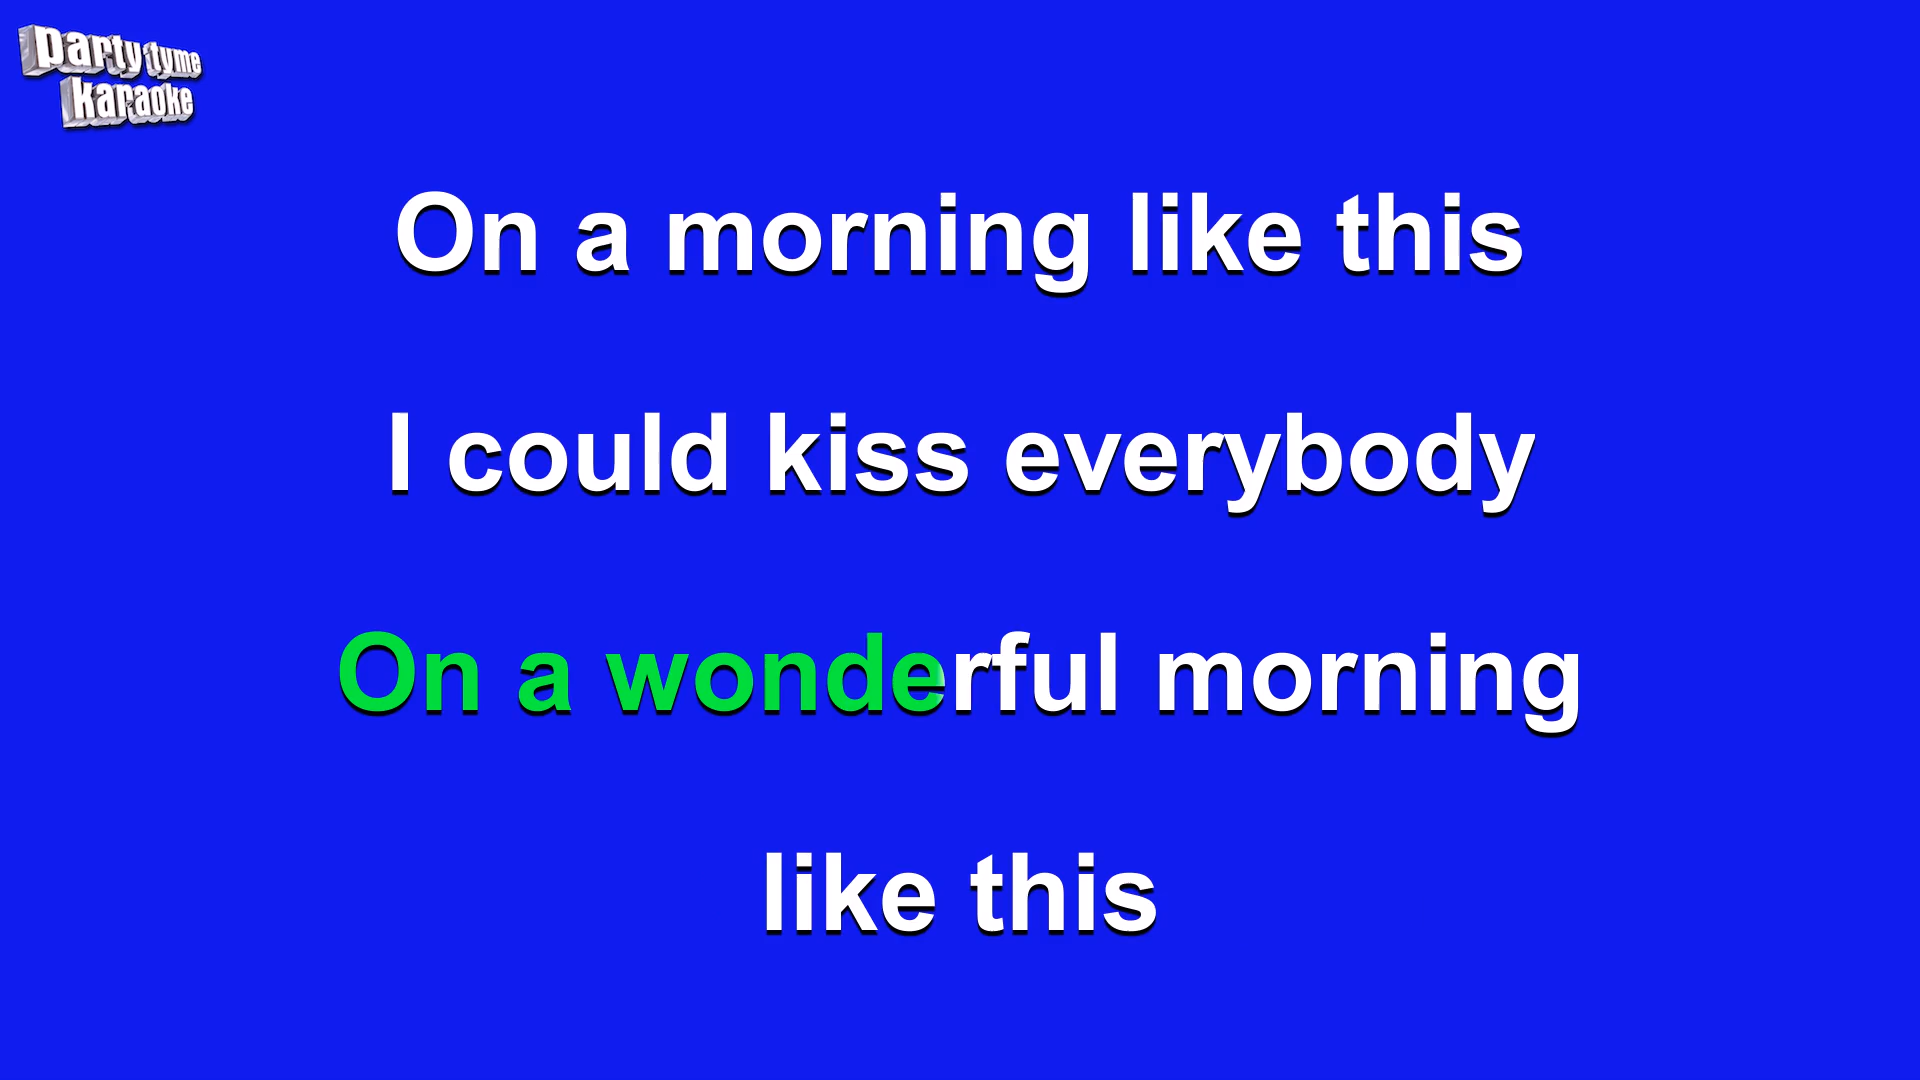 party tyme
karaoke
On a morning like this
I could kiss everybody
On a wonderful morning
like this